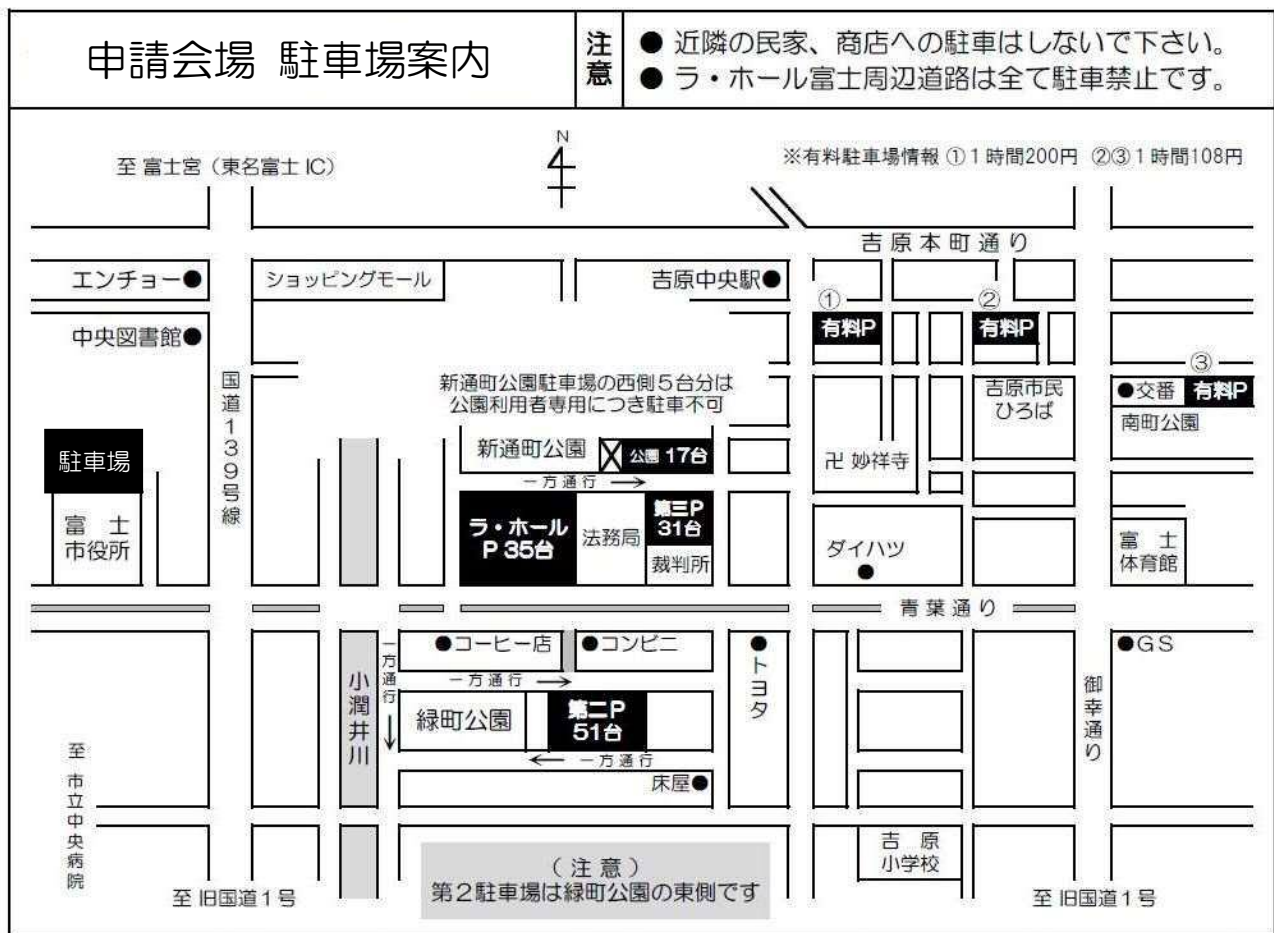 申請会場 駐車場案内
注意
● 近隣の民家、商店への駐車はしないで下さい。
● ラ・ホール富士周辺道路は全て駐車禁止です。
至 富士宮（東名富士 IC）
N
※有料駐車場情報 ①1時間200円 ②③1時間108円
吉原本町通り
エンチョー●
ショッピングモール
吉原中央駅●
①
②
有料P
有料P
中央図書館●
③
国道139号線
新通町公園駐車場の西側5台分は
公園利用者専用につき駐車不可
吉原市民
ひろば
●交番
有料P
南町公園
駐車場
新通町公園
公園 17台
卍 妙祥寺
一方通行
富士
市役所
ラ・ホール
P 35台
法務局
第三P
31台
裁判所
ダイハツ
●
富士
体育館
青葉通り
●コーヒー店
●コンビニ
●トヨタ
●GS
一方通行
一方通行
小潤井川
緑町公園
第二P
51台
御幸通り
一方通行
床屋●
至 市立中央病院
吉原
小学校
（注意）
第2駐車場は緑町公園の東側です
至 旧国道1号
至 旧国道1号